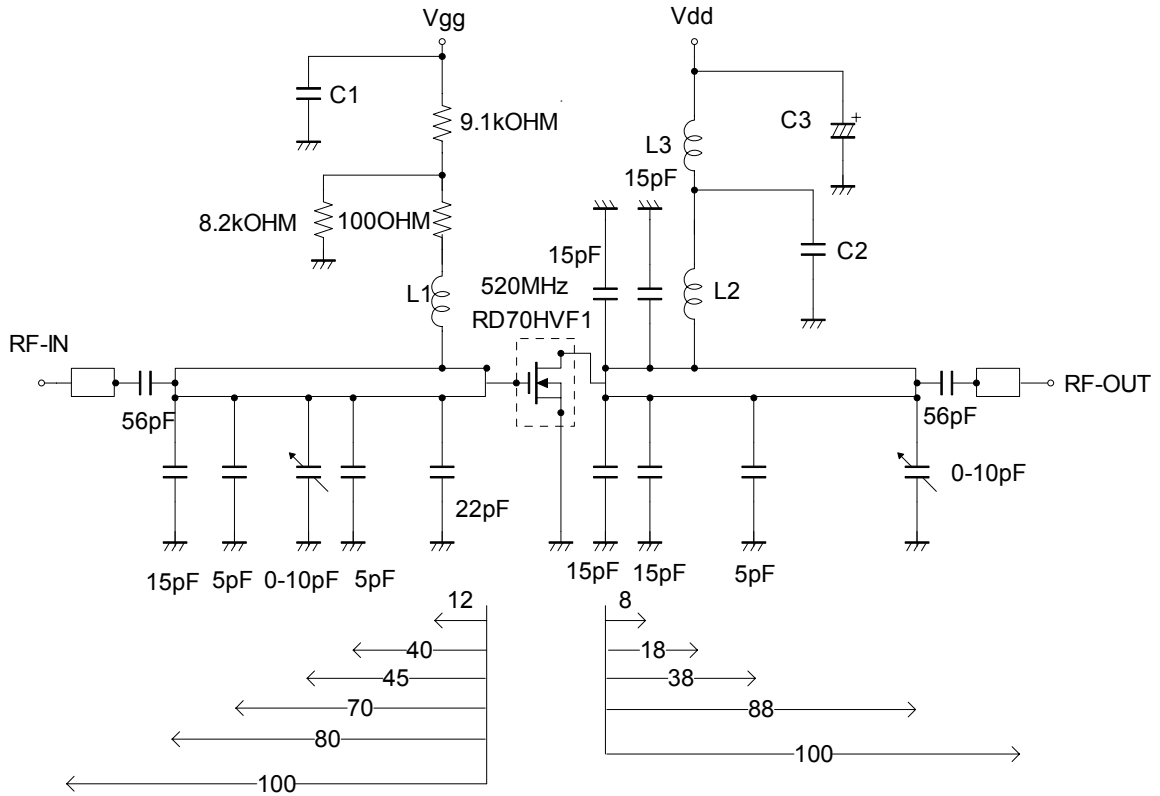 Vgg
Vdd
C1
9.1kOHM
C3
+
L3
15pF
8.2kOHM
100OHM
15pF
C2
L1
520MHz
L2
RD70HVF1
RF-IN
RF-OUT
56pF
56pF
0-10pF
22pF
15pF
5pF
0-10pF
5pF
15pF
15pF
5pF
12
8
40
18
45
38
70
88
80
100
100